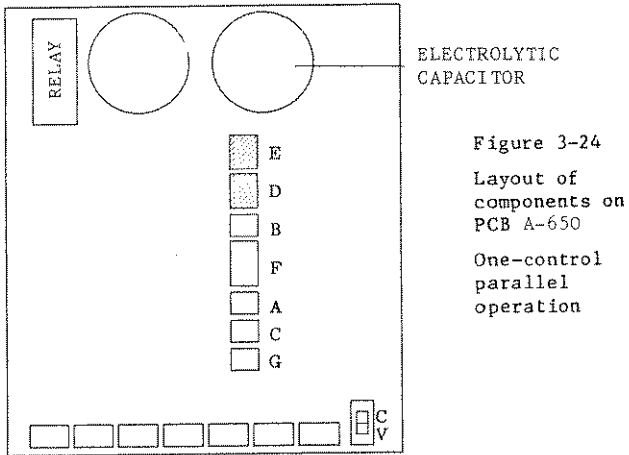 RELAY
ELECTROLYTIC
CAPACITOR
E
D
B
F
A
C
G
C
V
Figure 3-24
Layout of
components on
PCB A-650
One-control
parallel
operation